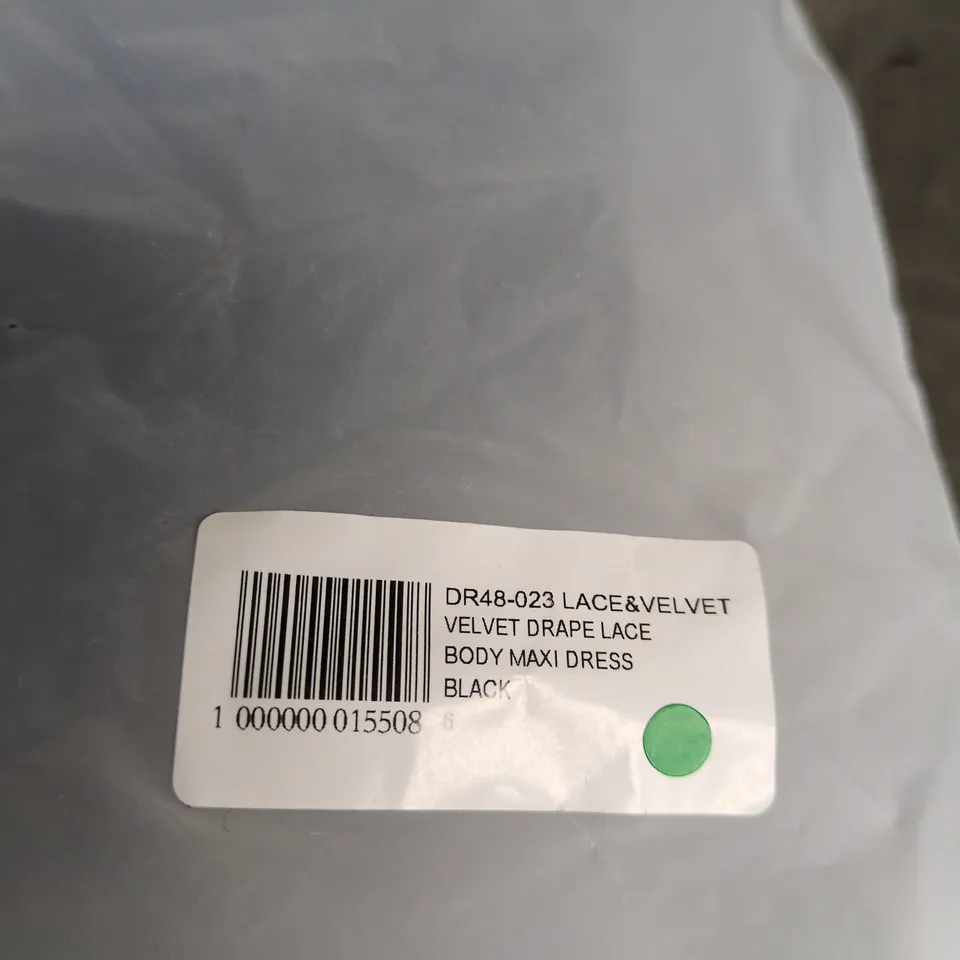 DR48-023 LACE&VELVET
VELVET DRAPE LACE
BODY MAXI DRESS
BLACK
1 000000 015508 6